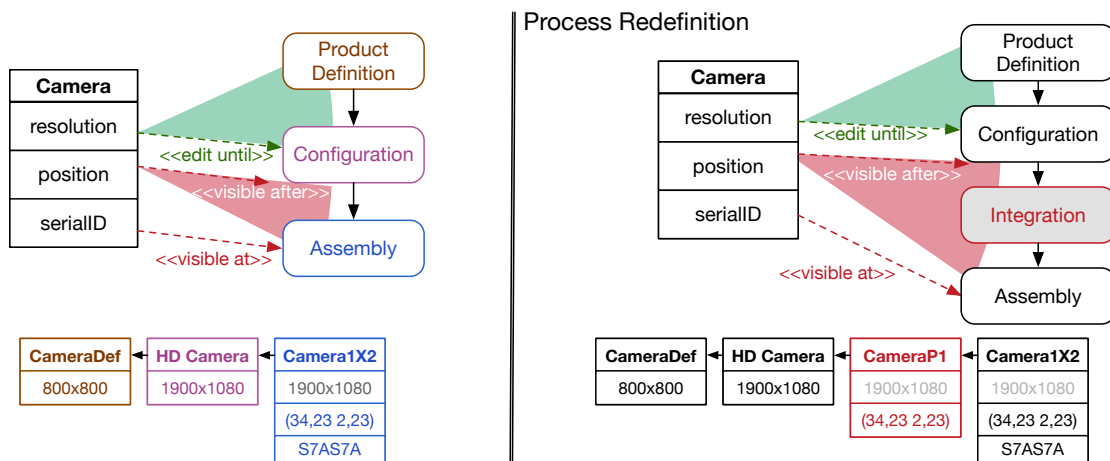 Product
Definition
Camera
resolution
<<edit until>>
Configuration
position
<<visible after>>
serialID
<<visible at>>
Assembly
CameraDef
HD Camera
Camera1X2
800x800
1900x1080
1900x1080
(34,23 2,23)
S7AS7A
Process Redefinition
Product
Definition
Camera
resolution
<<edit until>>
Configuration
position
<<visible after>>
serialID
Integration
<<visible at>>
Assembly
CameraDef
HD Camera
CameraP1
Camera1X2
800x800
1900x1080
1900x1080
1900x1080
(34,23 2,23)
(34,23 2,23)
S7AS7A